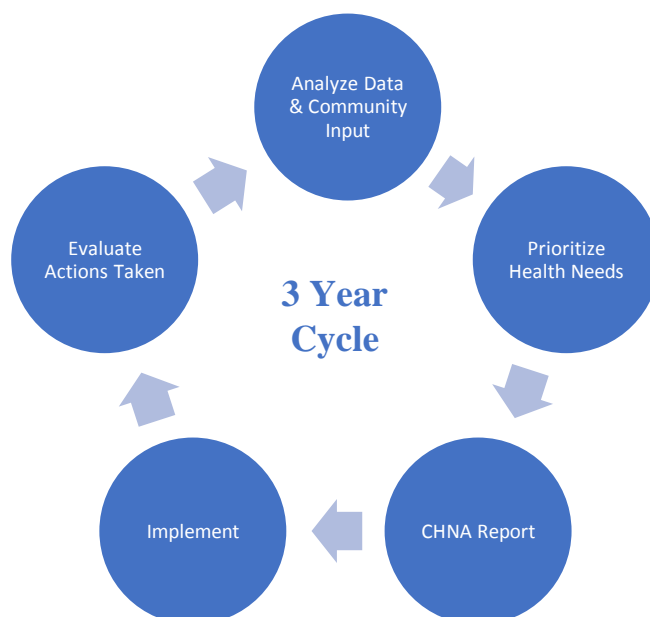 Analyze Data
& Community
Input
Prioritize
Health Needs
CHNA Report
Implement
Evaluate
Actions Taken
3 Year
Cycle